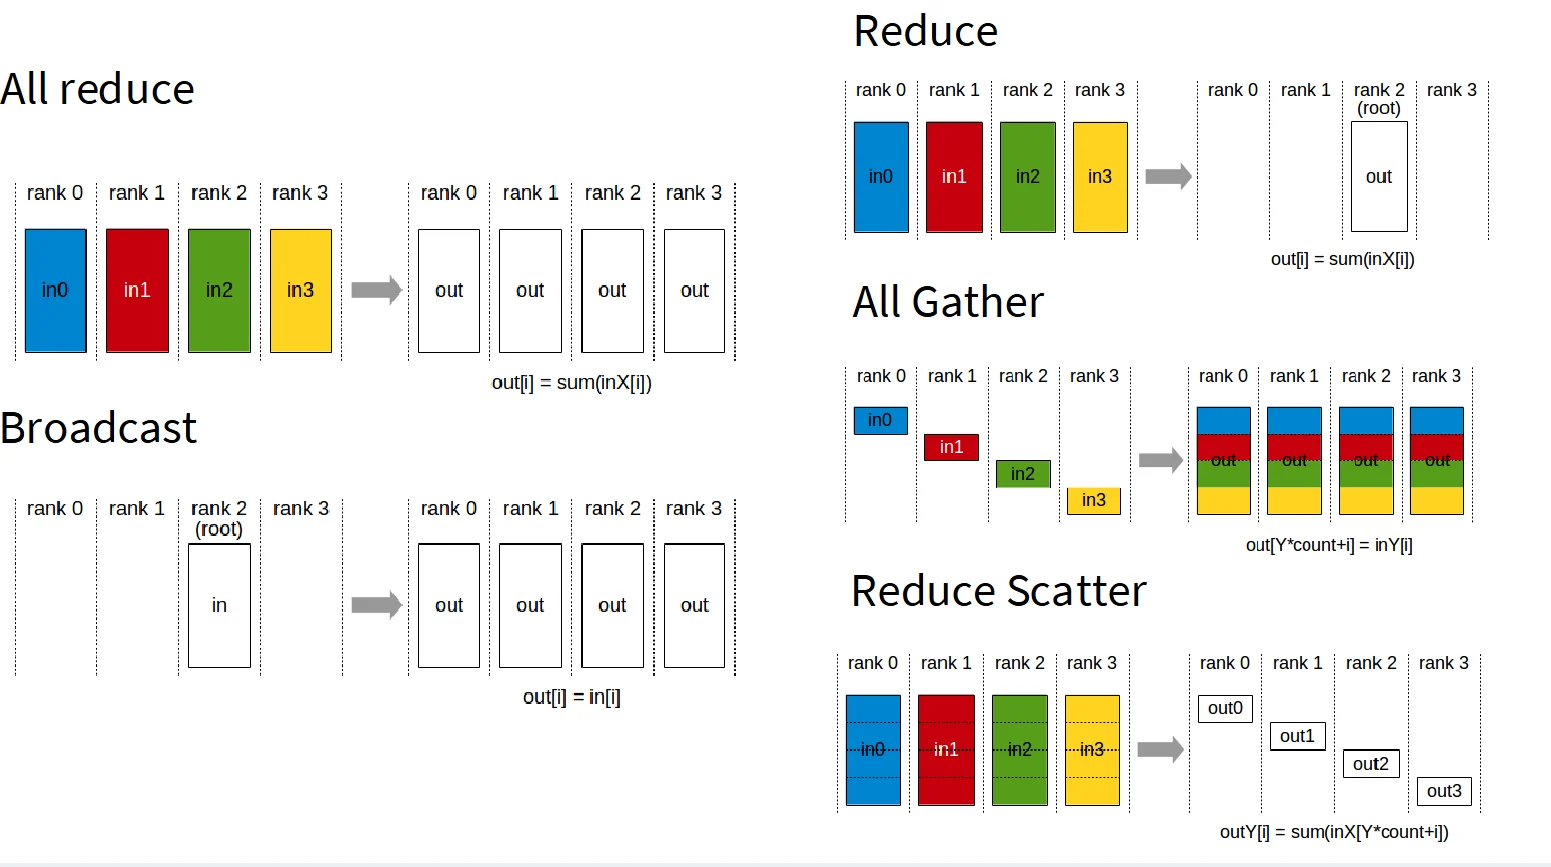 All reduce
rank 0 rank 1 rank 2 rank 3 rank 0 rank 1 rank 2 rank 3
in0 in1 in2 in3 out out out out
out[i] = sum(inX[i])
Broadcast
rank 0 rank 1 rank 2 rank 3 rank 0 rank 1 rank 2 rank 3
(root)
in out out out out
out[i] = in[i]
Reduce
rank 0 rank 1 rank 2 rank 3 rank 0 rank 1 rank 2 rank 3
(root)
in0 in1 in2 in3 out
out[i] = sum(inX[i])
All Gather
rank 0 rank 1 rank 2 rank 3 rank 0 rank 1 rank 2 rank 3
in0
in1
out out out out
in2
in3
out[Y*count+i] = inY[i]
Reduce Scatter
rank 0 rank 1 rank 2 rank 3 rank 0 rank 1 rank 2 rank 3
out0
out1
in0 in1 in2 in3
out2
out3
outY[i] = sum(inX[Y*count+i])